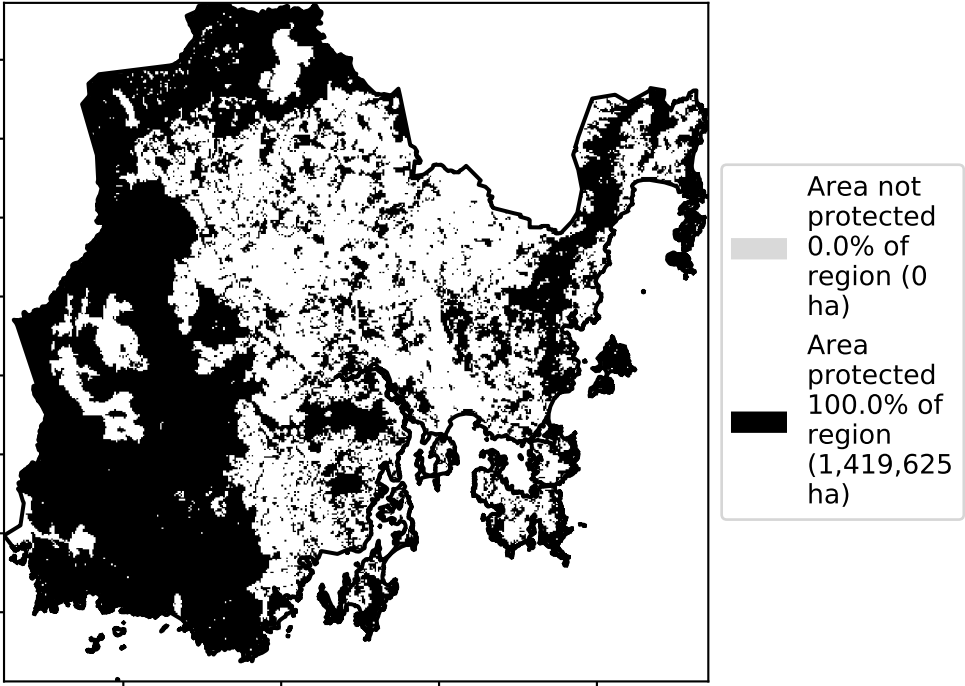 Area not
protected
0.0% of
region (0
ha)
Area
protected
100.0% of
region
(1,419,625
ha)